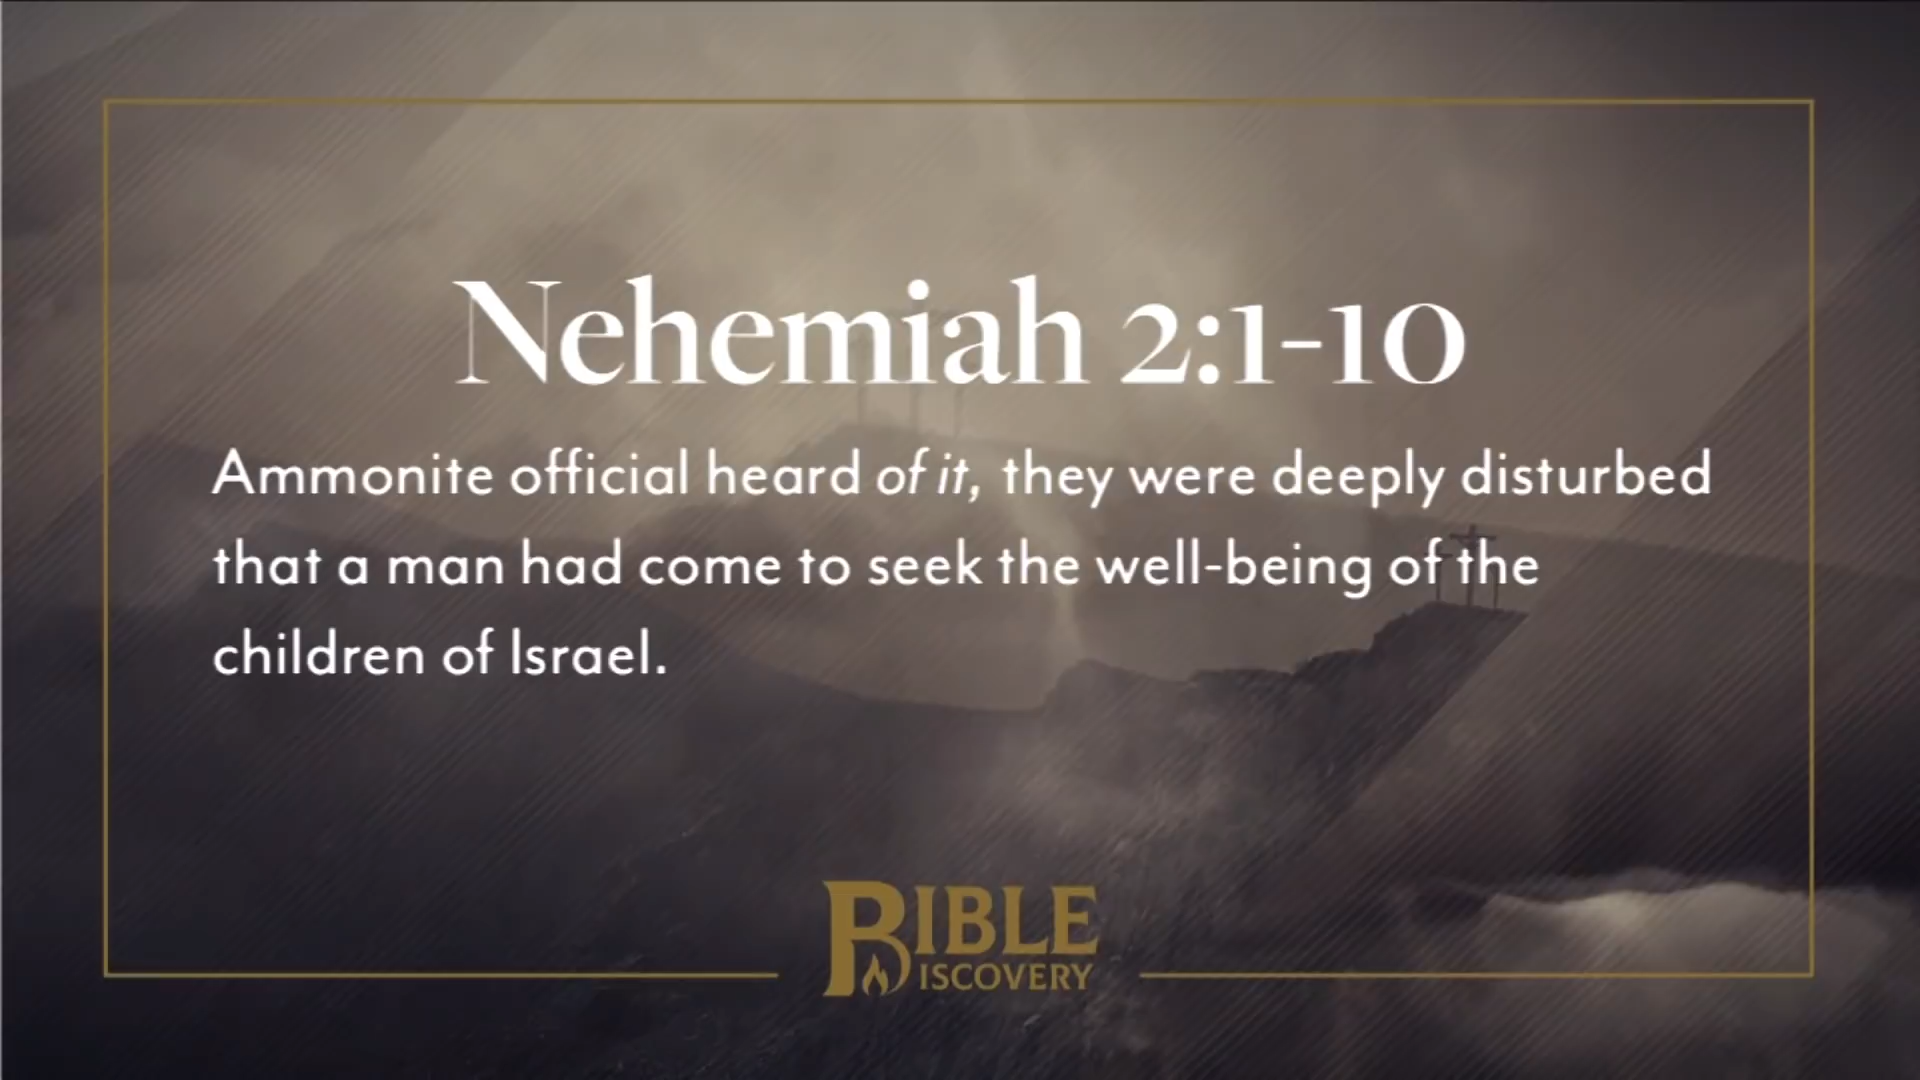 Nehemiah 2:1-10
Ammonite official heard of it, they were deeply disturbed
that a man had come to seek the well-being of the
children of Israel.
BIBLE
DISCOVERY